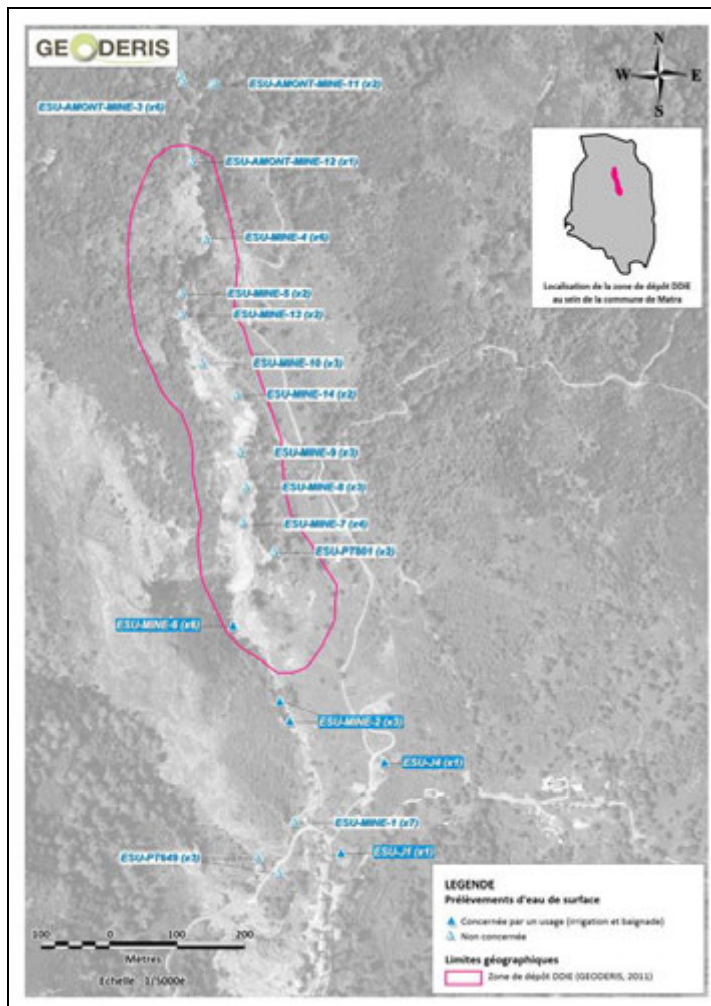 GEODERIS
N
W E
S
ESU-AMONT-MINE-11 (x2)
ESU-AMONT-MINE-3 (x6)
ESU-AMONT-MINE-12 (x1)
ESU-MINE-4 (x6)
Localisation de la zone de dépôt DDIE
au sein de la commune de Matra
ESU-MINE-5 (x2)
ESU-MINE-13 (x2)
ESU-MINE-10 (x3)
ESU-MINE-14 (x2)
ESU-MINE-9 (x3)
ESU-MINE-8 (x3)
ESU-MINE-7 (x4)
ESU-PT801 (x2)
ESU-MINE-6 (x6)
ESU-MINE-2 (x3)
ESU-J4 (x1)
ESU-MINE-1 (x7)
ESU-PT649 (x3)
ESU-J1 (x1)
LEGENDE
Prélèvements d'eau de surface
Concernée par un usage (irrigation et baignade)
Non concernée
Limites géographiques
Zone de dépôt DDIE (GEODERIS, 2011)
100 0 100 200
Mètres
Echelle : 1/5000è